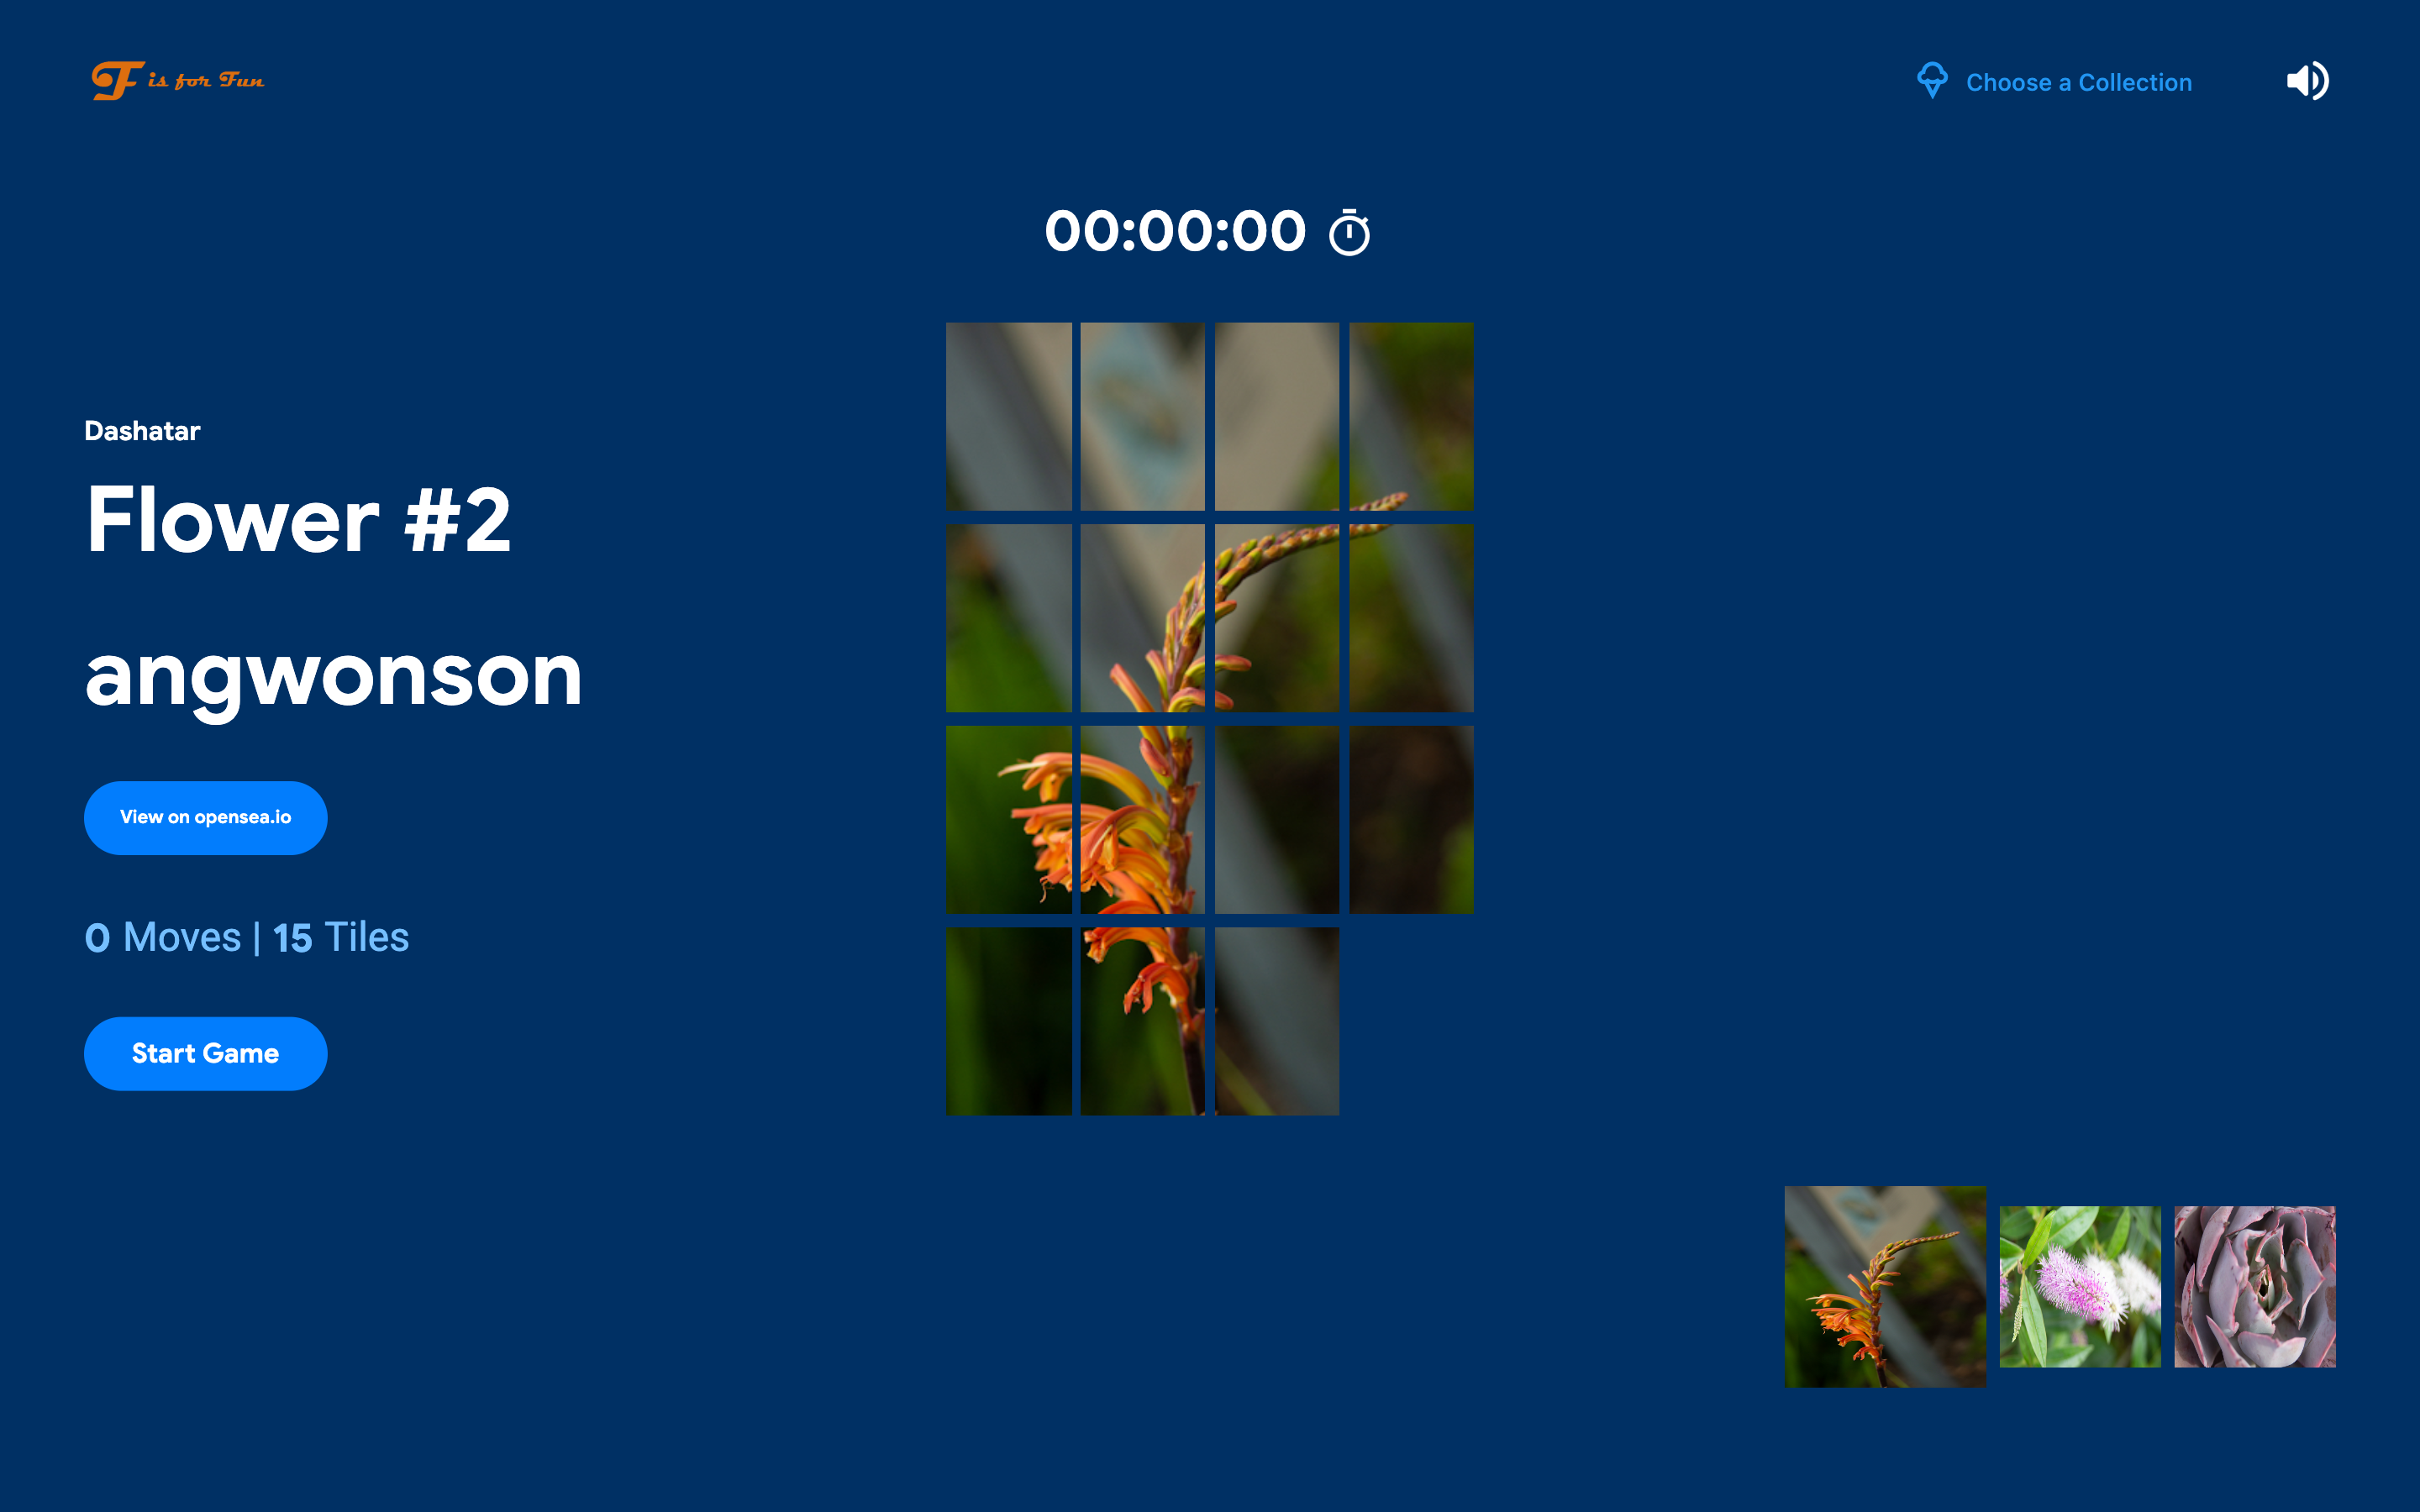 F is for Fun
Choose a Collection
00:00:00
Dashatar
Flower #2
angwonson
View on opensea.io
0 Moves | 15 Tiles
Start Game